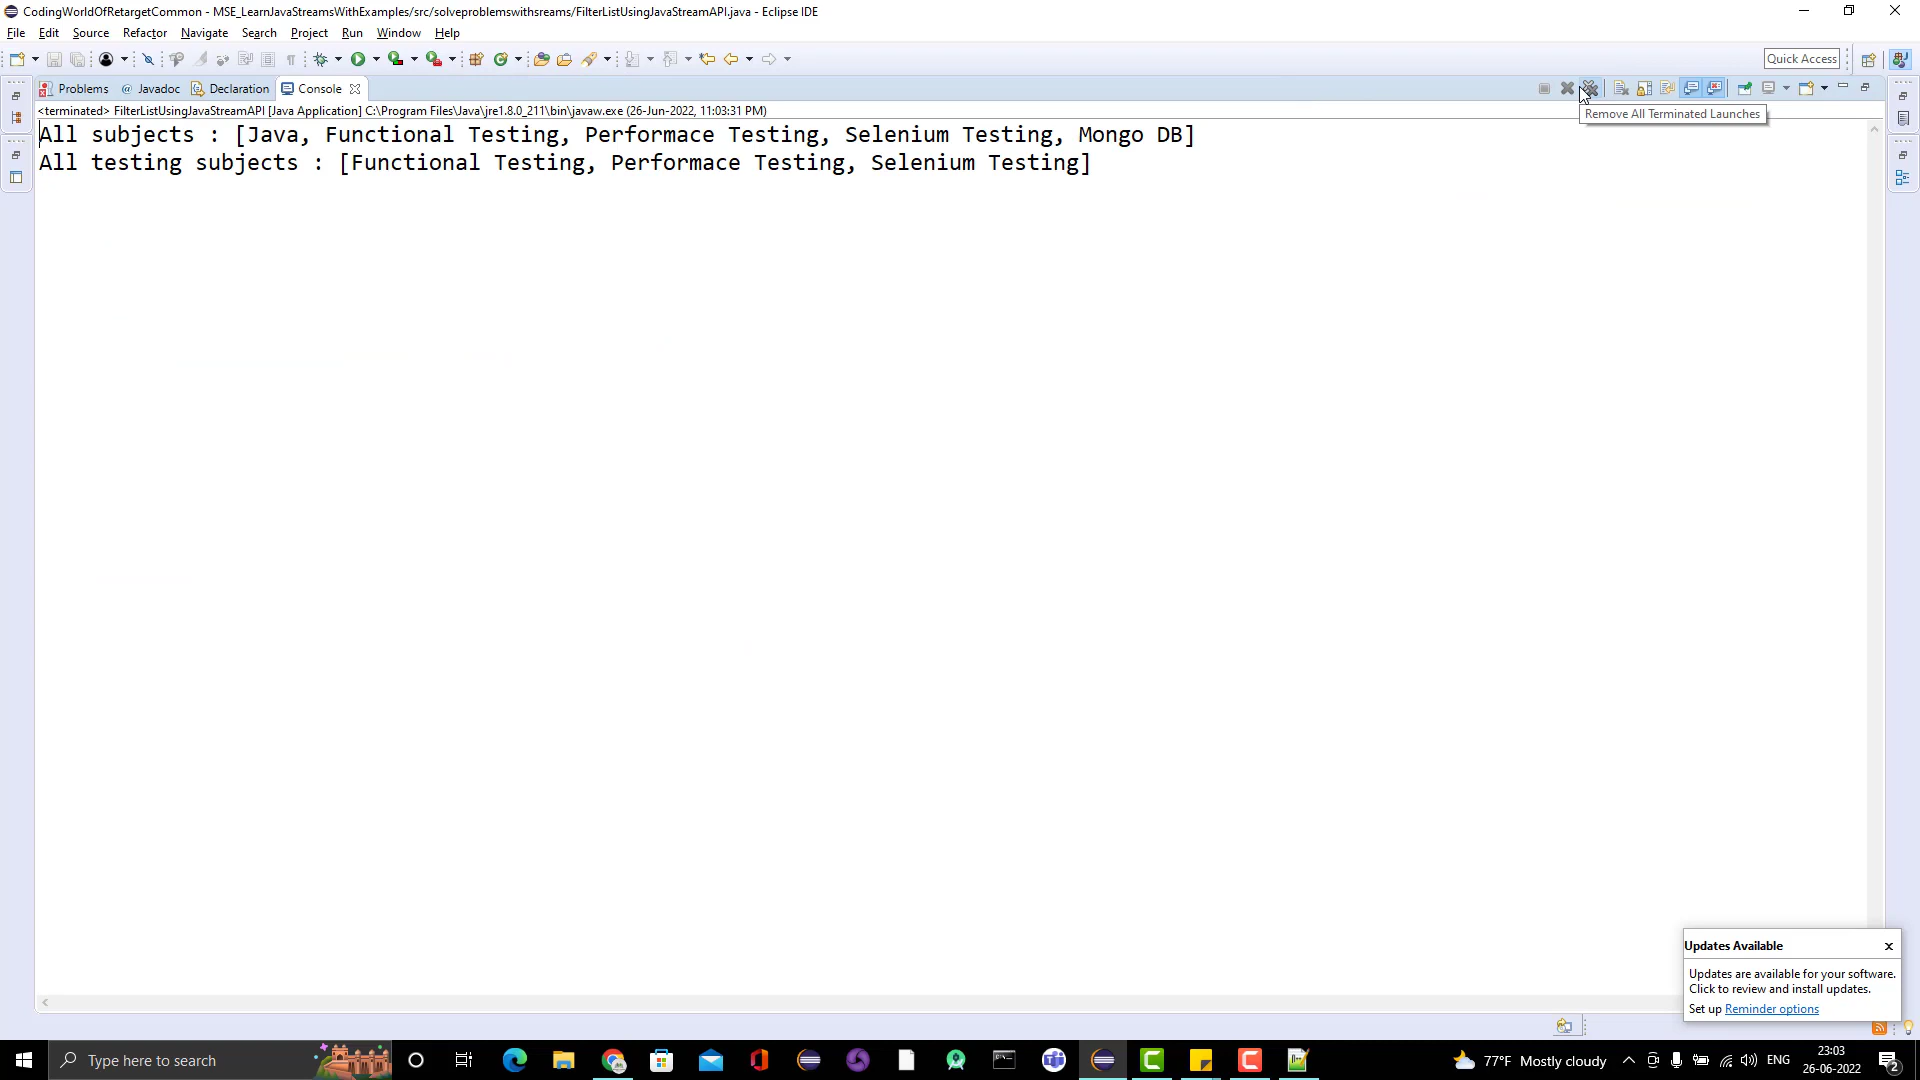 CodingWorldOfRetargetCommon - MSE_LearnJavaStreamsWithExamples/src/solveproblemswithsreams/FilterListUsingJavaStreamAPI.java - Eclipse IDE
File Edit Source Refactor Navigate Search Project Run Window Help
Quick Access
Problems @ Javadoc Declaration Console
<terminated> FilterListUsingJavaStreamAPI [Java Application] C:\Program Files\Java\jre1.8.0_211\bin\javaw.exe (26-Jun-2022, 11:03:31 PM)
Remove All Terminated Launches
All subjects : [Java, Functional Testing, Performace Testing, Selenium Testing, Mongo DB]
All testing subjects : [Functional Testing, Performace Testing, Selenium Testing]
Updates Available
Updates are available for your software.
Click to review and install updates.
Set up Reminder options
Type here to search
77°F Mostly cloudy
ENG
23:03
26-06-2022
2